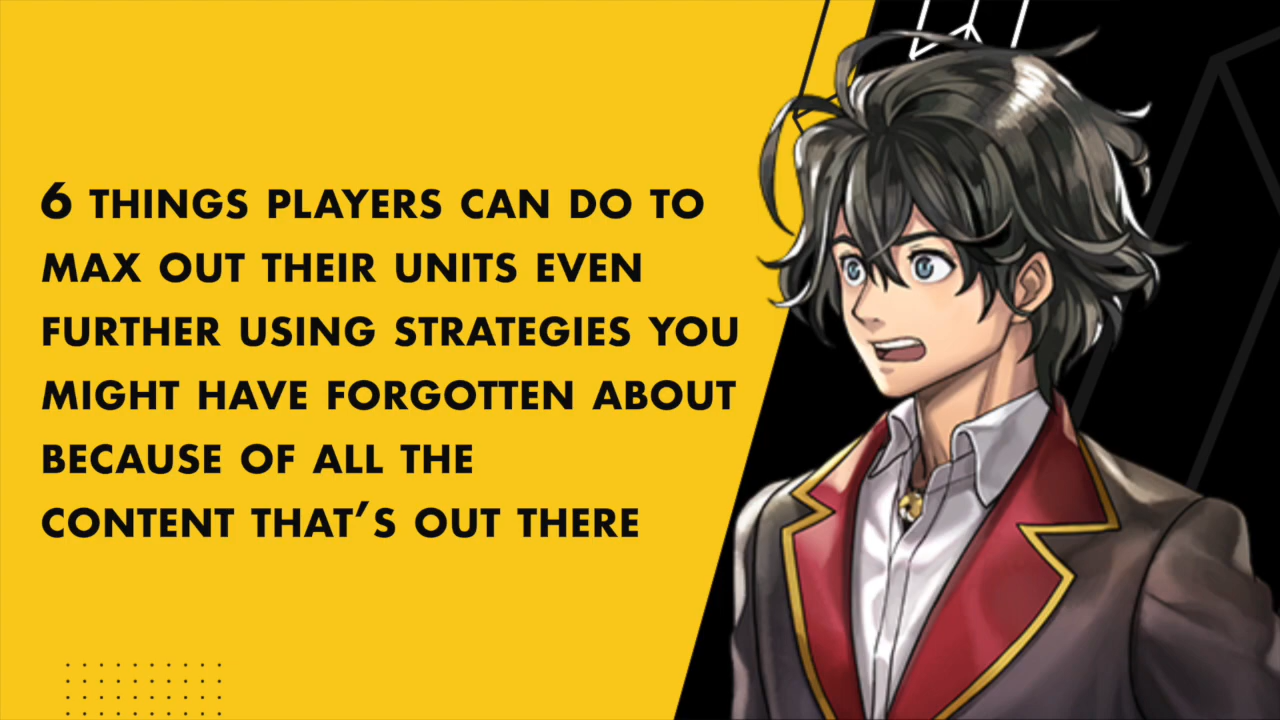 6 THINGS PLAYERS CAN DO TO
MAX OUT THEIR UNITS EVEN
FURTHER USING STRATEGIES YOU
MIGHT HAVE FORGOTTEN ABOUT
BECAUSE OF ALL THE
CONTENT THAT'S OUT THERE